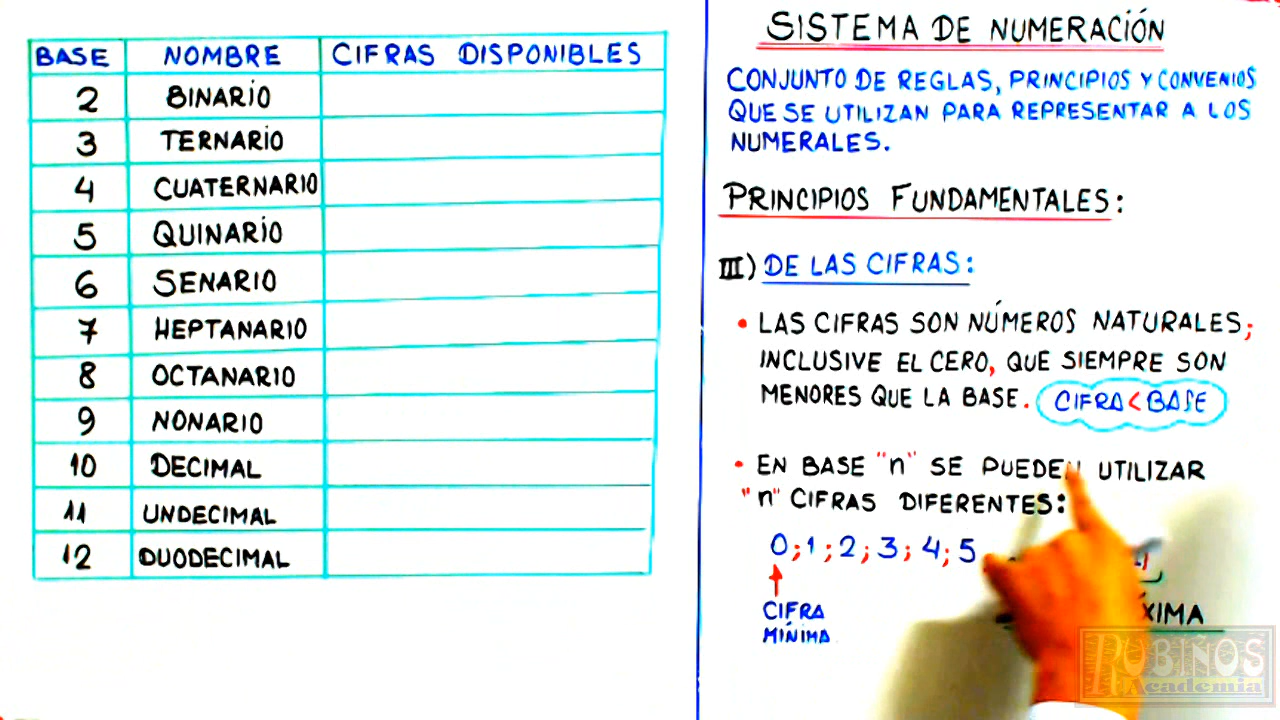 BASE NOMBRE CIFRAS DISPONIBLES
2 BINARIO
3 TERNARIO
4 CUATERNARIO
5 QUINARIO
6 SENARIO
7 HEPTANARIO
8 OCTANARIO
9 NONARIO
10 DECIMAL
11 UNDECIMAL
12 DUODECIMAL
SISTEMA DE NUMERACIÓN
CONJUNTO DE REGLAS, PRINCIPIOS Y CONVENIOS
QUE SE UTILIZAN PARA REPRESENTAR A LOS
NUMERALES.
PRINCIPIOS FUNDAMENTALES:
III) DE LAS CIFRAS:
• LAS CIFRAS SON NÚMEROS NATURALES;
INCLUSIVE EL CERO, QUE SIEMPRE SON
MENORES QUE LA BASE. CIFRA < BASE
• EN BASE "n" SE PUEDEN UTILIZAR
"n" CIFRAS DIFERENTES:
0; 1; 2; 3; 4; 5
CIFRA
MÍNIMA
XIMA
RUBIÑOS
Academia